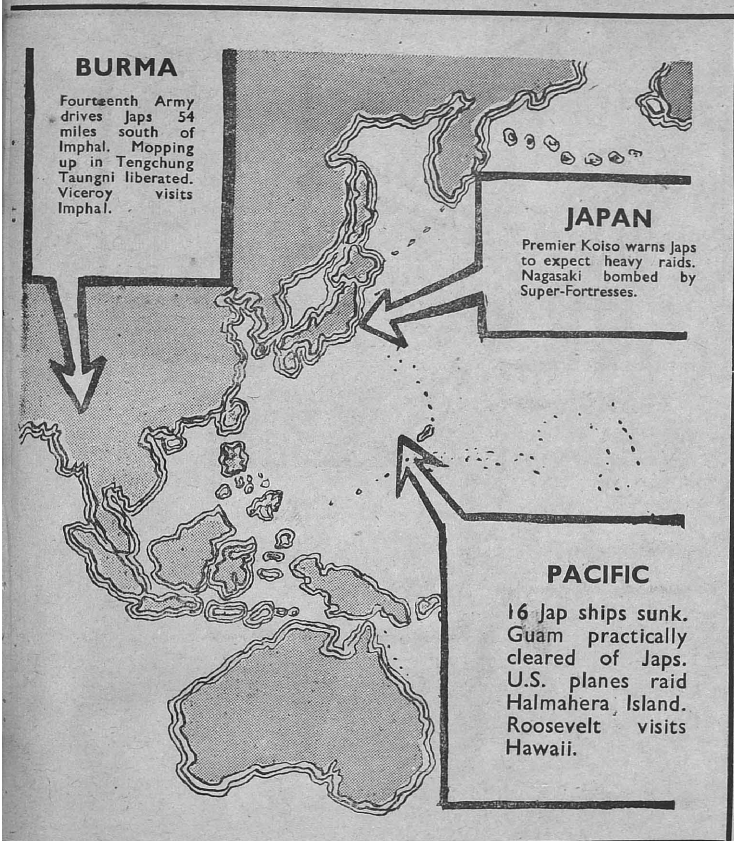 BURMA
Fourteenth Army
drives Japs 54
miles south of
Imphal. Mopping
up in Tengchung
Taungni liberated.
Viceroy visits
Imphal.
JAPAN
Premier Koiso warns Japs
to expect heavy raids.
Nagasaki bombed by
Super-Fortresses.
PACIFIC
16 Jap ships sunk.
Guam practically
cleared of Japs.
U.S. planes raid
Halmahera Island.
Roosevelt visits
Hawaii.